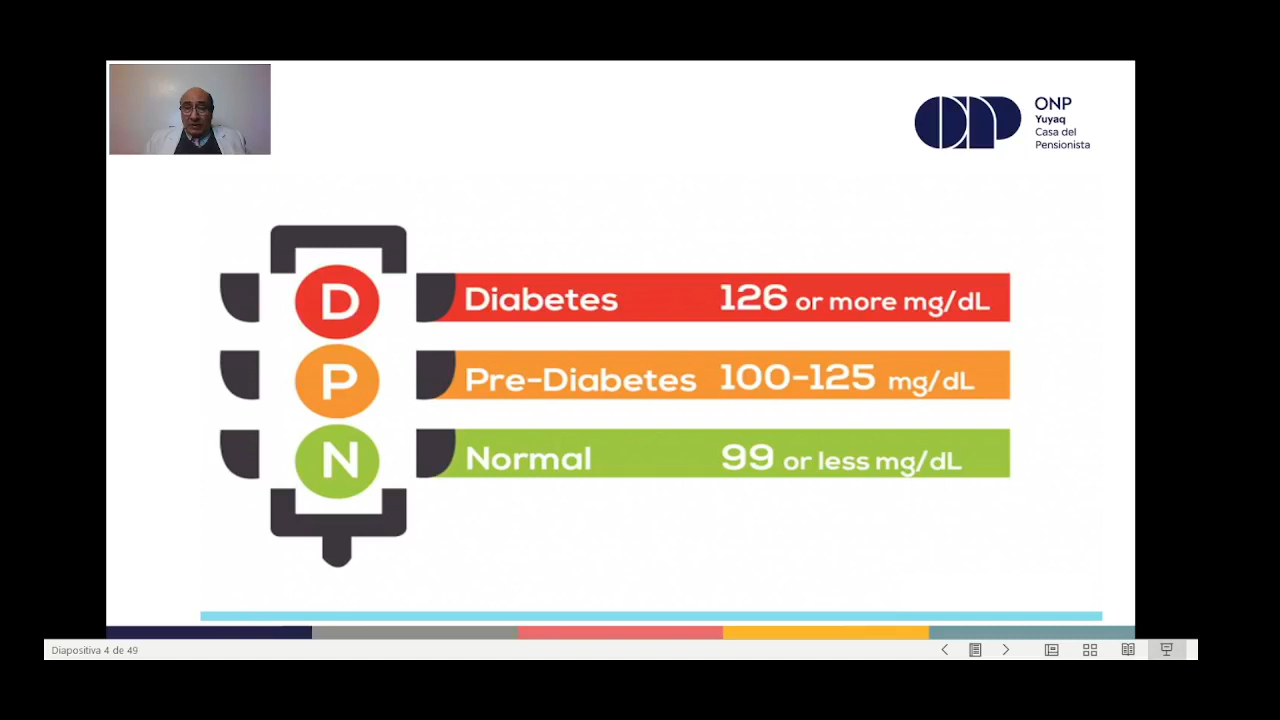 ONP
ONP
Yuyaq
Casa del
Pensionista
D
Diabetes 126 or more mg/dL
P
Pre-Diabetes 100-125 mg/dL
N
Normal 99 or less mg/dL
Diapositiva 4 de 49